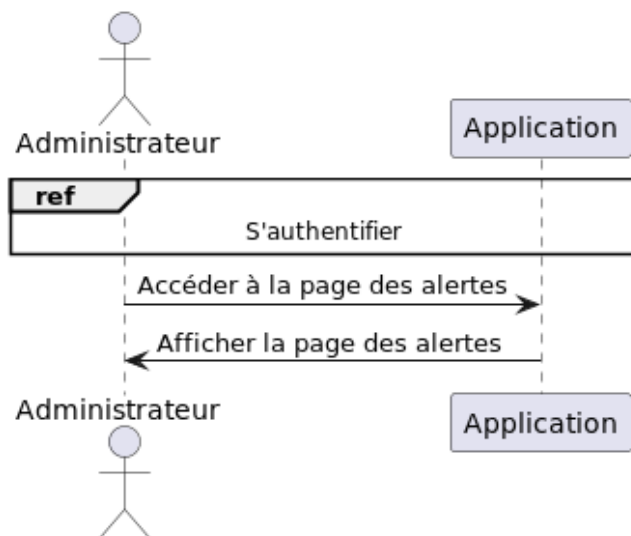 Administrateur
Application
ref
S'authentifier
Accéder à la page des alertes
Afficher la page des alertes
Administrateur
Application